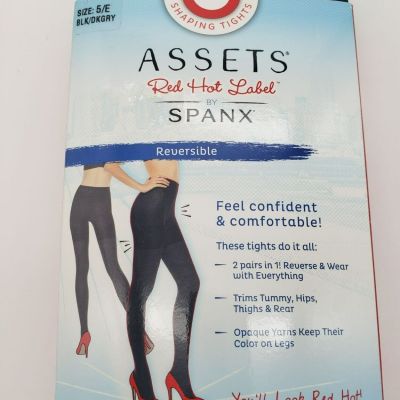 SIZE: 5/E
BLK/DKGRY
SHAPING TIGHTS
ASSETS®
Red Hot Label™
BY
SPANX®
Reversible
Feel confident
& comfortable!
These tights do it all:
— 2 pairs in 1! Reverse & Wear
with Everything
— Trims Tummy, Hips,
Thighs & Rear
— Opaque Yarns Keep Their
Color on Legs
You'll Look Red Hot